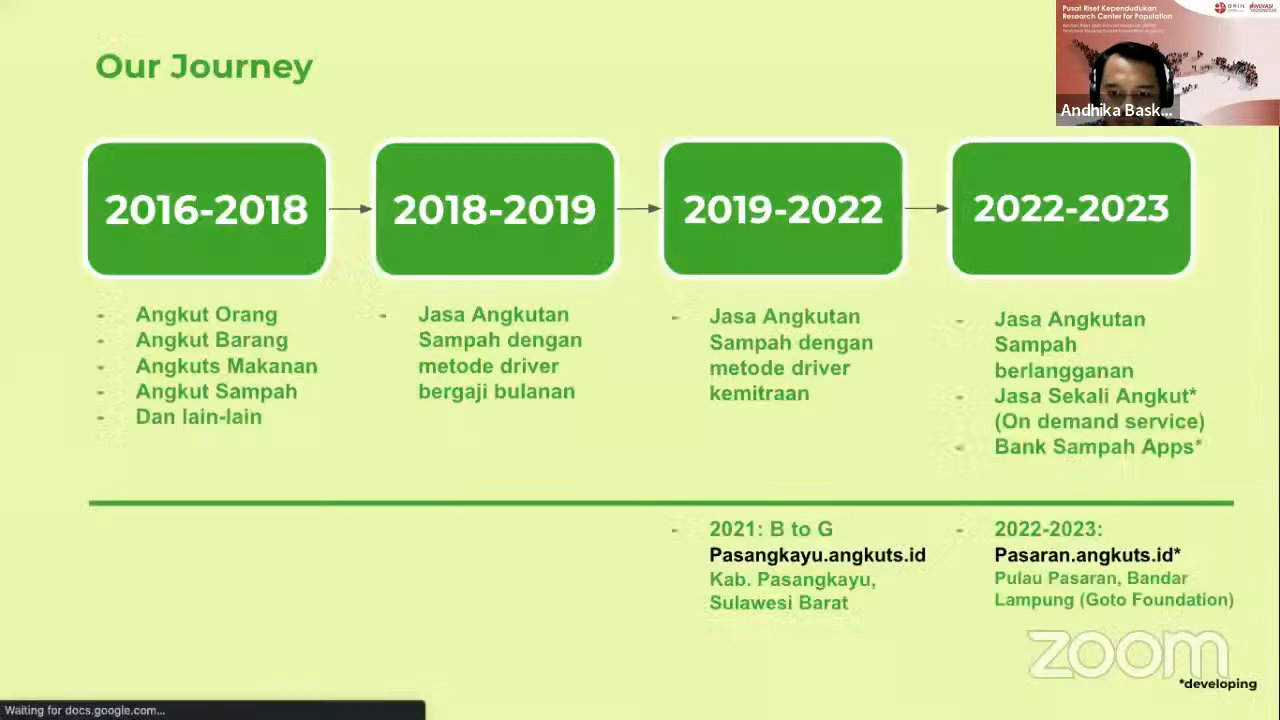 Our Journey
Pusat Riset Kependudukan
Research Center for Population
BRIN
INOVASI
INDONESIA
Andhika Bask...
2016-2018
2018-2019
2019-2022
2022-2023
- Angkut Orang
- Angkut Barang
- Angkuts Makanan
- Angkut Sampah
- Dan lain-lain
- Jasa Angkutan
Sampah dengan
metode driver
bergaji bulanan
- Jasa Angkutan
Sampah dengan
metode driver
kemitraan
- Jasa Angkutan
Sampah
berlangganan
- Jasa Sekali Angkut*
(On demand service)
- Bank Sampah Apps*
- 2021: B to G
Pasangkayu.angkuts.id
Kab. Pasangkayu,
Sulawesi Barat
- 2022-2023:
Pasaran.angkuts.id*
Pulau Pasaran, Bandar
Lampung (Goto Foundation)
zoom
*developing
Waiting for docs.google.com...